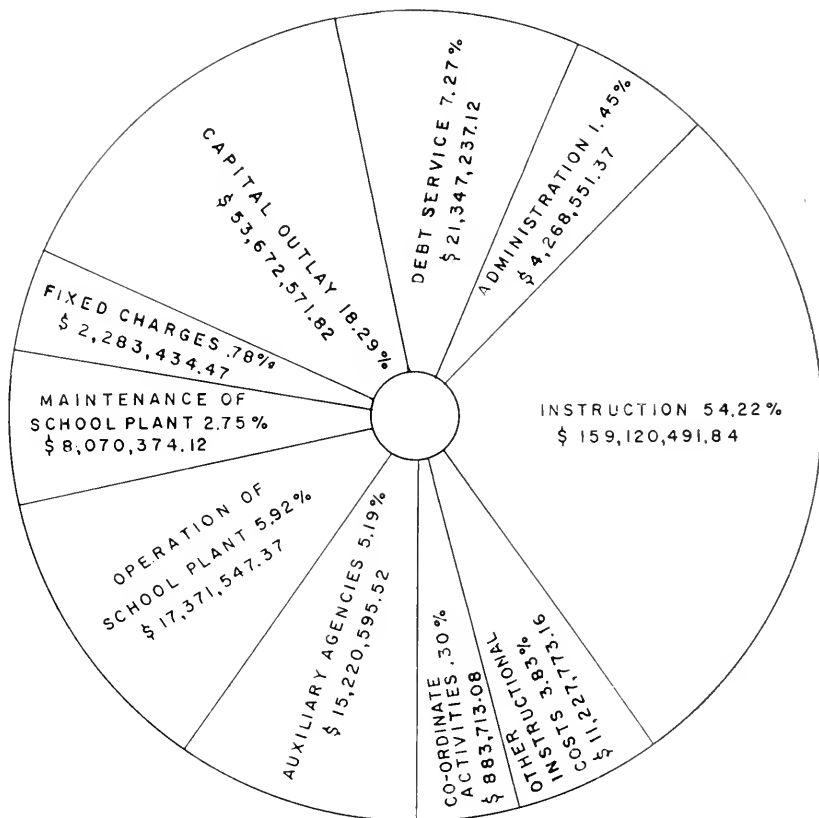 DEBT SERVICE 7.27%
$ 21,347,237.12
ADMINISTRATION 1.45%
$ 4,268,551.37
INSTRUCTION 54.22%
$ 159,120,491.84
OTHER
INSTRUCTIONAL
COSTS 3.83%
$ 11,227,773.16
CO-ORDINATE
ACTIVITIES .30%
$ 883,713.08
AUXILIARY AGENCIES 5.19%
$ 15,220,595.52
OPERATION OF
SCHOOL PLANT 5.92%
$ 17,371,547.37
MAINTENANCE OF
SCHOOL PLANT 2.75%
$ 8,070,374.12
FIXED CHARGES .78%
$ 2,283,434.47
CAPITAL OUTLAY 18.29%
$ 53,672,571.82